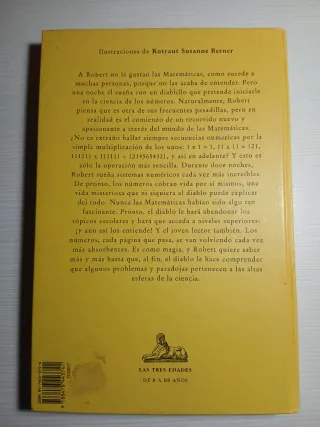 Ilustraciones de Rotraut Susanne Berner
A Robert no le gustan las Matemáticas, como sucede a
muchas personas, porque no las acaba de entender. Pero
una noche él sueña con un diablillo que pretende iniciarle
en la ciencia de los números. Naturalmente, Robert
piensa que es otra de sus frecuentes pesadillas, pero en
realidad es el comienzo de un recorrido nuevo y
apasionante a través del mundo de las Matemáticas.
¿No es extraño hallar siempre secuencias numéricas por la
simple multiplicación de los unos: 1 x 1 = 1, 11 x 11 = 121,
111111 x 111111 = 12345654321, y así en adelante? Y esto es
sólo la operación más sencilla. Durante doce noches,
Robert sueña sistemas numéricos cada vez más increíbles.
De pronto, los números cobran vida por sí mismos, una
vida misteriosa que ni siquiera el diablo puede explicar
del todo. Nunca las Matemáticas habían sido algo tan
fascinante. Pronto, el diablo le hará abandonar los
tópicos escolares y hará que acceda a niveles superiores:
¡y aun así los entiende! Y el joven lector también. Los
números, cada página que pasa, se van volviendo cada vez
más absorbentes. Es como magia, y Robert quiere saber
más y más hasta que, al fin, el diablo le hace comprender
que algunos problemas y paradojas pertenecen a las altas
esferas de la ciencia.
LAS TRES EDADES
DE 8 A 88 AÑOS